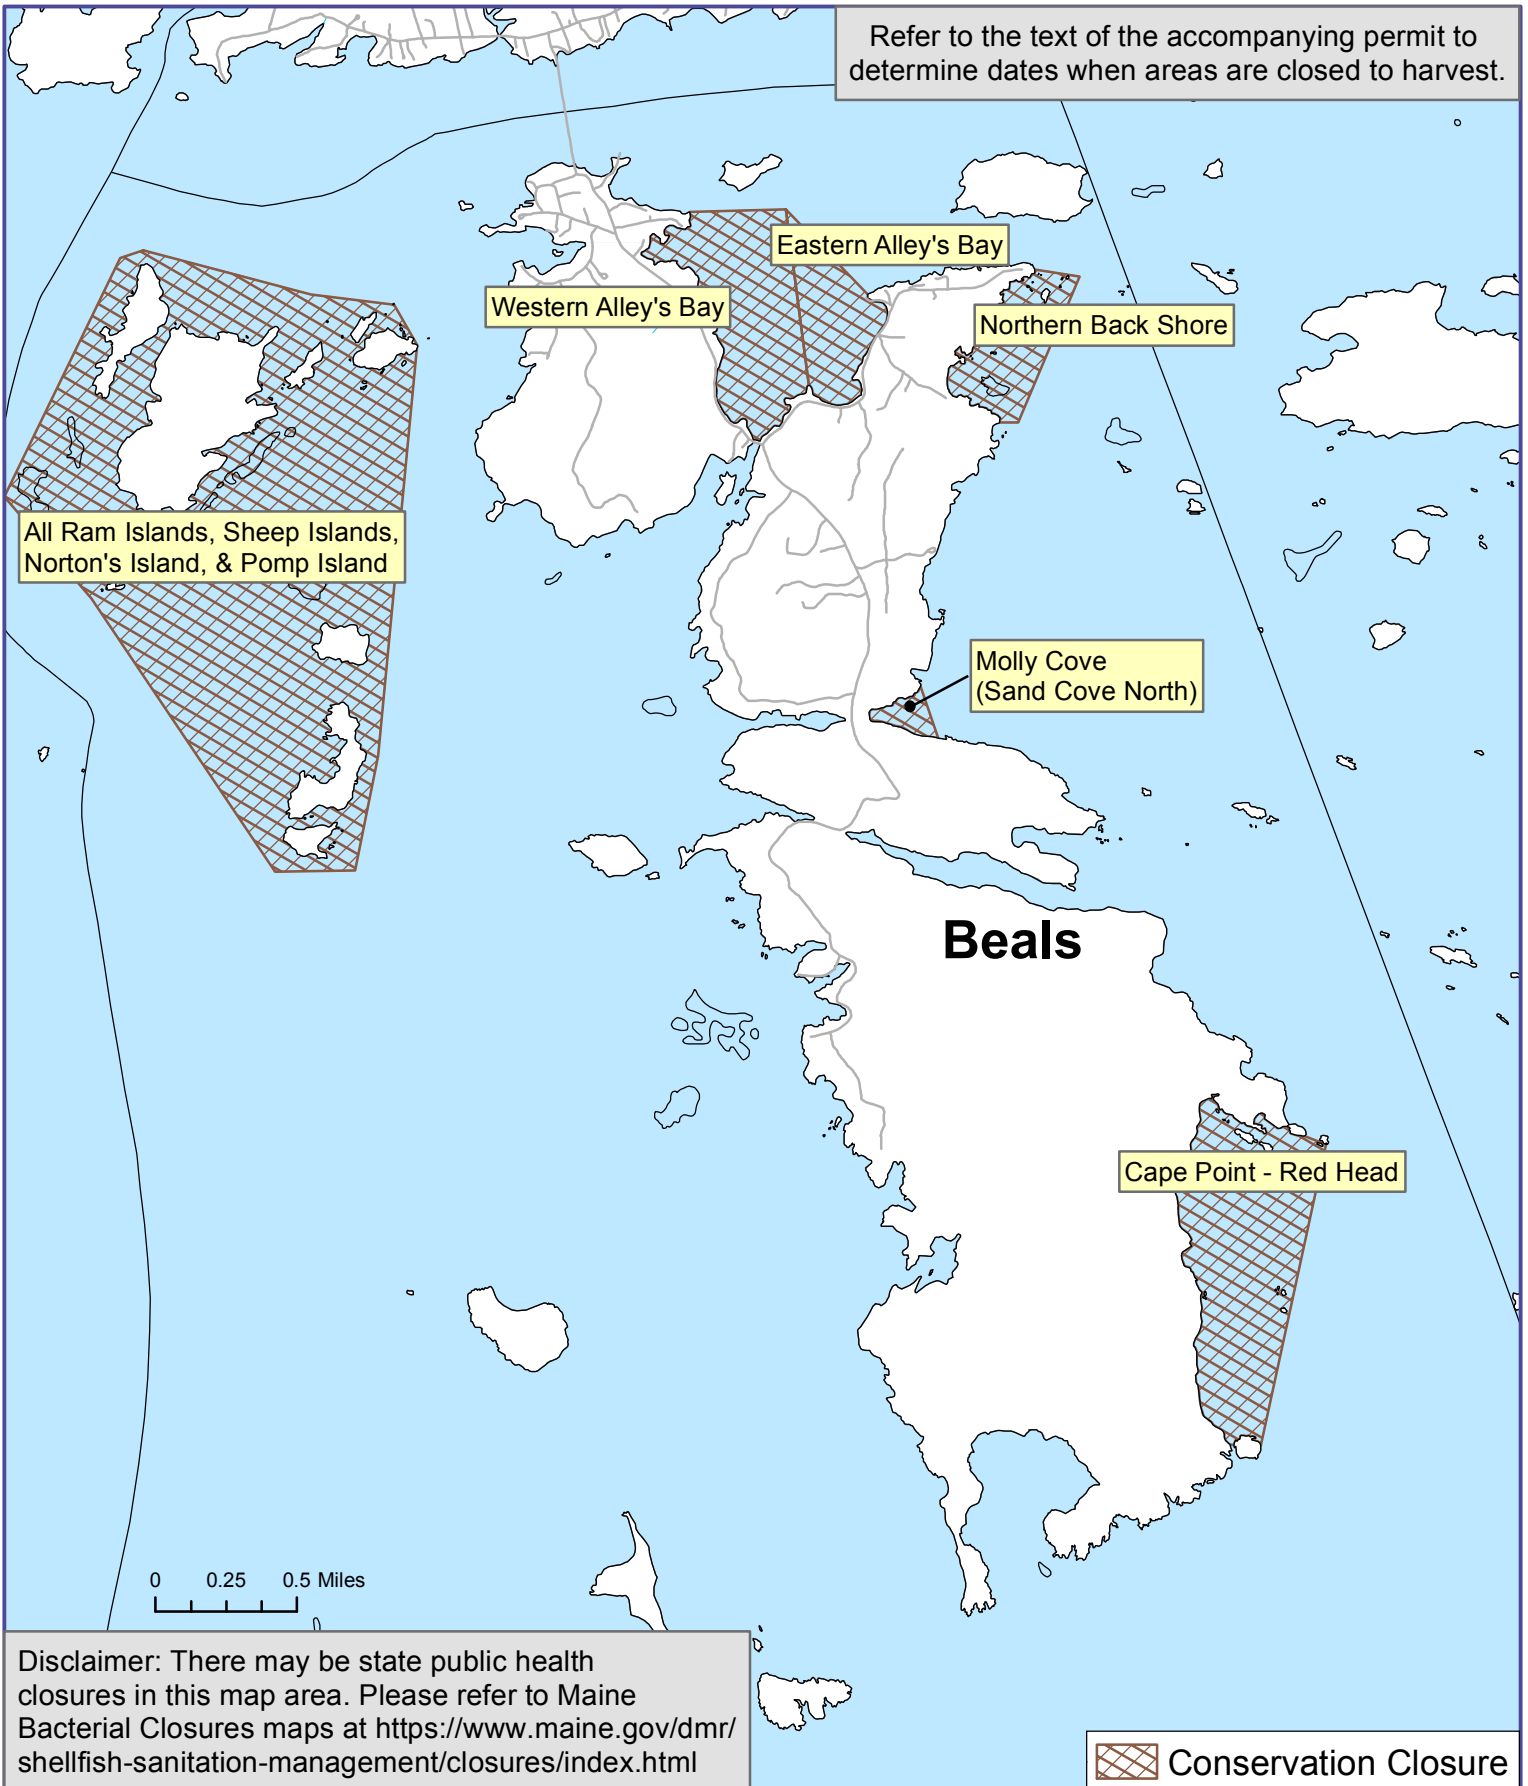 Refer to the text of the accompanying permit to
determine dates when areas are closed to harvest.
Eastern Alley's Bay
Western Alley's Bay
Northern Back Shore
All Ram Islands, Sheep Islands,
Norton's Island, & Pomp Island
Molly Cove
(Sand Cove North)
Beals
Cape Point - Red Head
0 0.25 0.5 Miles
Disclaimer: There may be state public health
closures in this map area. Please refer to Maine
Bacterial Closures maps at https://www.maine.gov/dmr/
shellfish-sanitation-management/closures/index.html
Conservation Closure